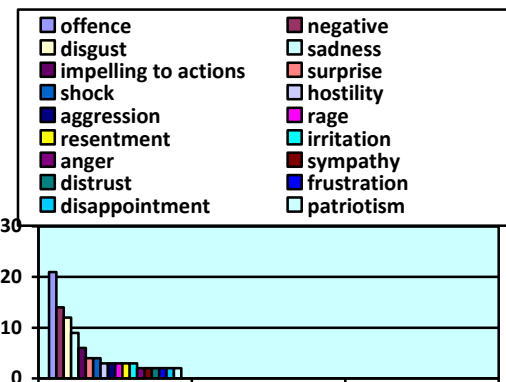 offence negative
disgust sadness
impelling to actions surprise
shock hostility
aggression rage
resentment irritation
anger sympathy
distrust frustration
disappointment patriotism
30
20
10
0